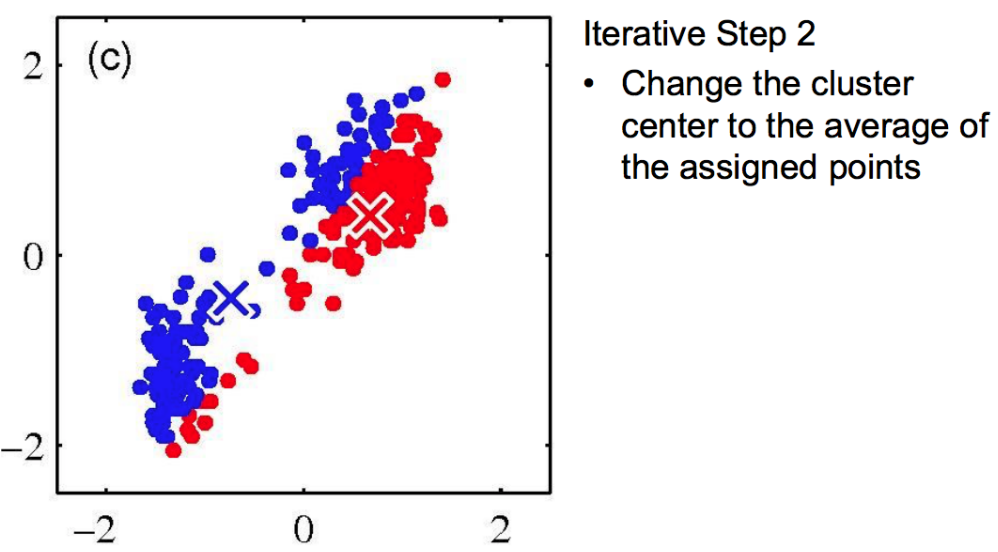 (c)
2
0
−2
−2 0 2
Iterative Step 2
• Change the cluster
center to the average of
the assigned points